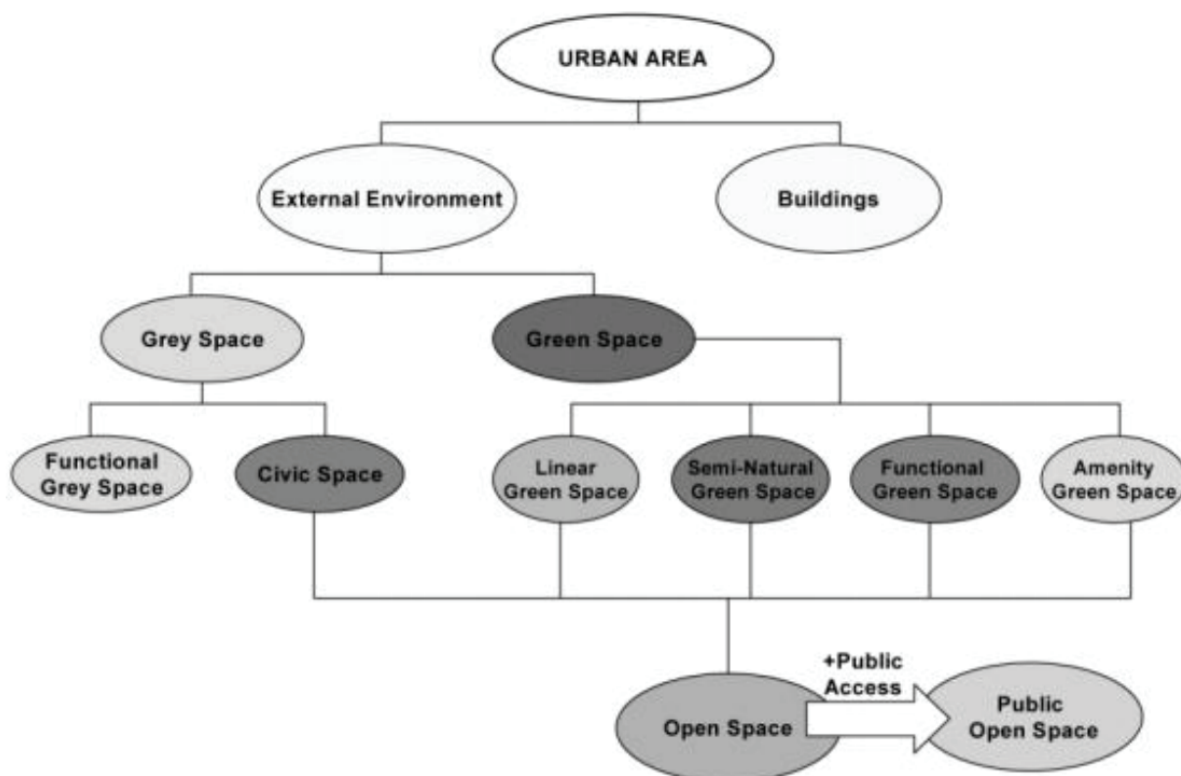 URBAN AREA
External Environment
Buildings
Grey Space
Green Space
Functional
Grey Space
Civic Space
Linear
Green Space
Semi-Natural
Green Space
Functional
Green Space
Amenity
Green Space
+Public
Access
Open Space
Public
Open Space